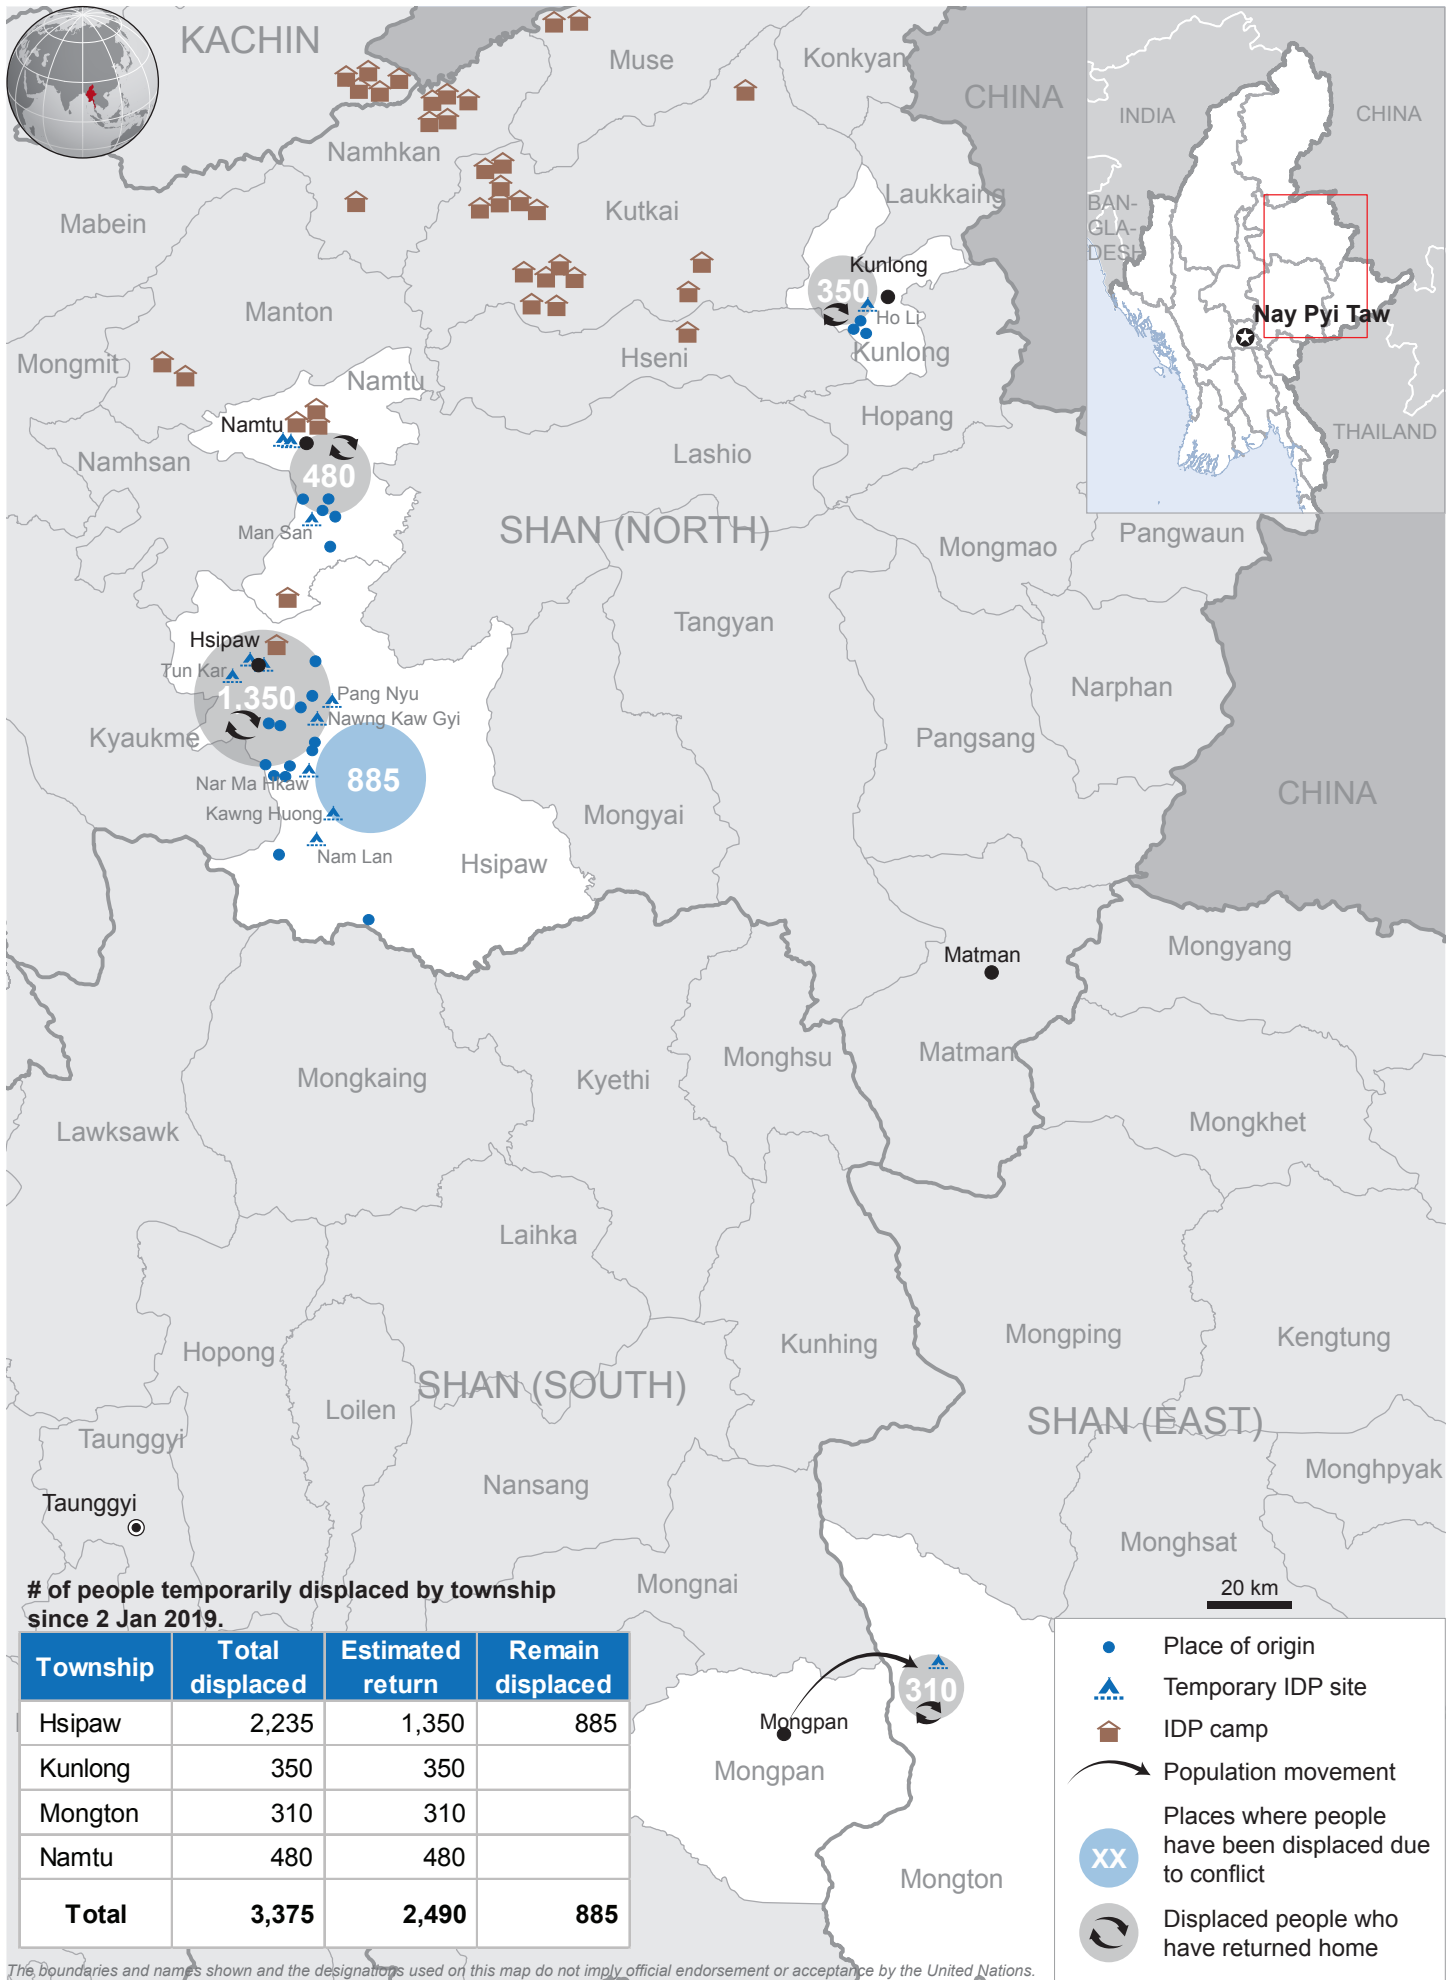 KACHIN
Muse
Konkyan
CHINA
INDIA
CHINA
Namhkan
Laukkaing
BAN-
GLA-
DESH
Mabein
Kutkai
Kunlong
350
Ho Li
Nay Pyi Taw
Manton
Kunlong
Mongmit
Hseni
Namtu
Hopang
Namtu
THAILAND
Namhsan
Lashio
480
Man San
SHAN (NORTH)
Mongmao
Pangwaun
Tangyan
Hsipaw
Tun Kar
1,350
Pang Nyu
Narphan
Nawng Kaw Gyi
Kyaukme
Pangsang
885
Nar Ma Hkaw
CHINA
Kawng Huong
Mongyai
Nam Lan
Hsipaw
Matman
Mongyang
Monghsu
Matman
Mongkaing
Kyethi
Lawksawk
Mongkhet
Laihka
Hopong
Kunhing
Mongping
Kengtung
SHAN (SOUTH)
Loilen
SHAN (EAST)
Taunggyi
Nansang
Monghpyak
Taunggyi
Monghsat
Mongnai
20 km
# of people temporarily displaced by township
since 2 Jan 2019.
Township Total displaced Estimated return Remain displaced
Hsipaw 2,235 1,350 885
Kunlong 350 350
Mongton 310 310
Namtu 480 480
Total 3,375 2,490 885
310
Mongpan
Mongpan
Mongton
Place of origin
Temporary IDP site
IDP camp
Population movement
XX
Places where people
have been displaced due
to conflict
Displaced people who
have returned home
The boundaries and names shown and the designations used on this map do not imply official endorsement or acceptance by the United Nations.